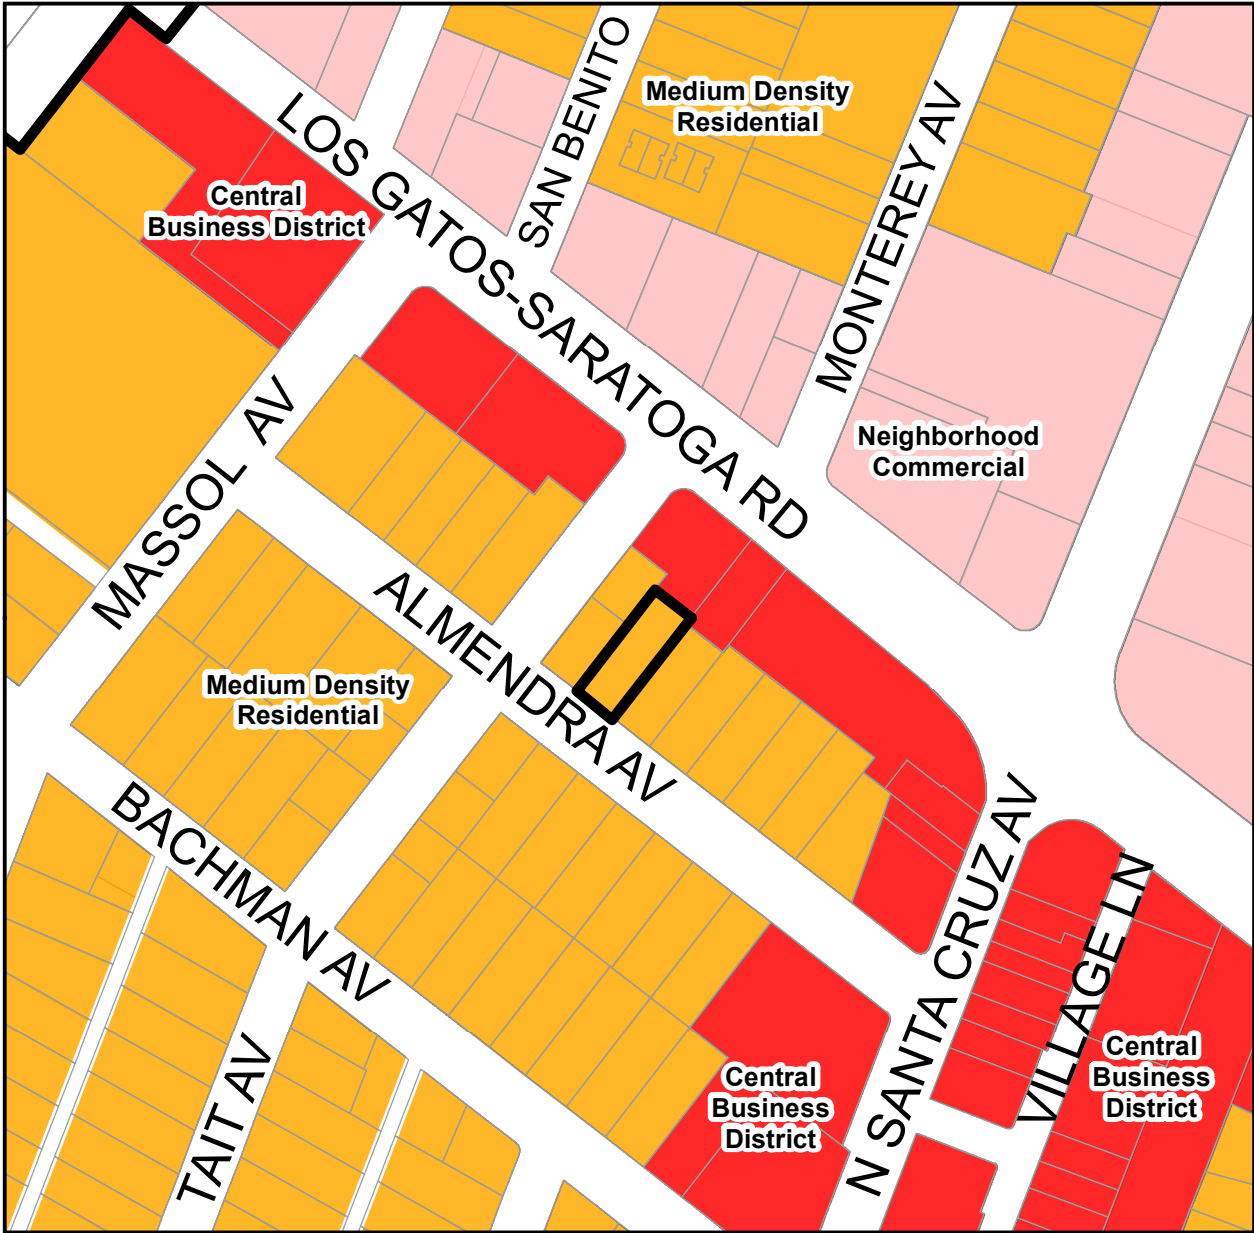 SAN BENITO
Medium Density
Residential
MONTEREY AV
LOS GATOS-SARATOGA RD
Central
Business District
MASSOL AV
Neighborhood
Commercial
ALMENDRA AV
Medium Density
Residential
BACHMAN AV
N SANTA CRUZ AV
VILLAGE LN
TAIT AV
Central
Business
District
Central
Business
District